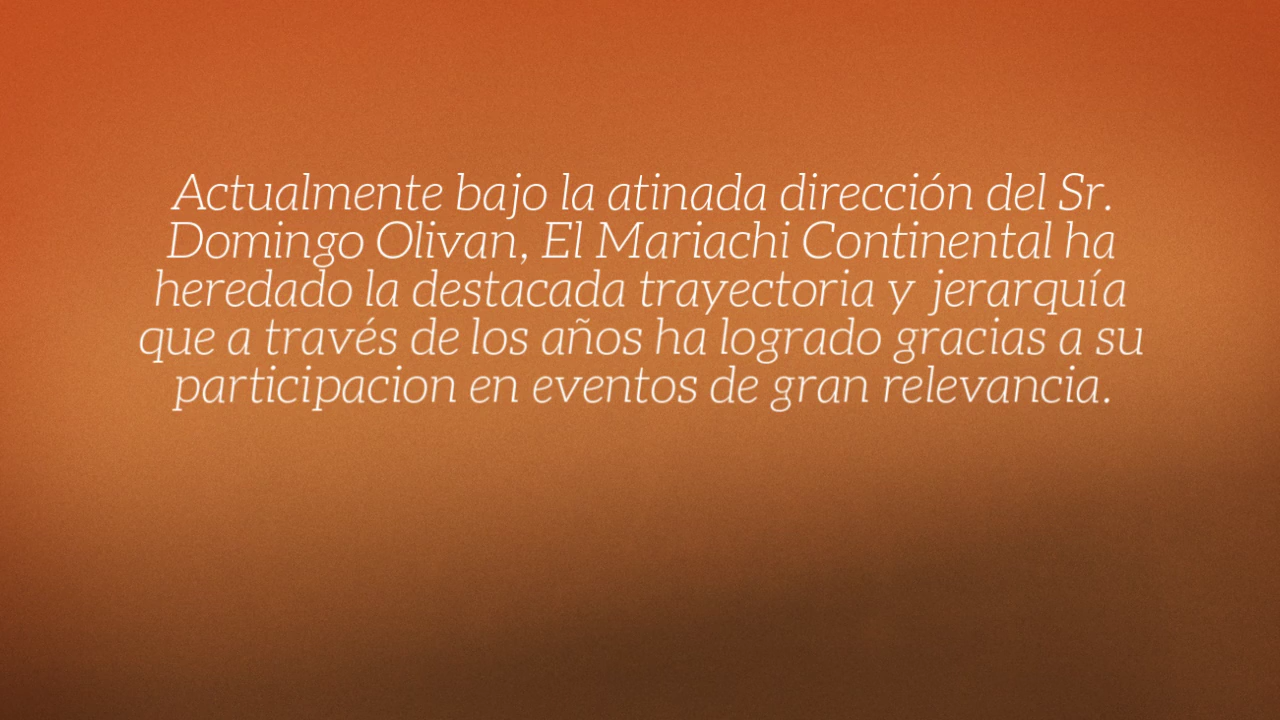 Actualmente bajo la atinada dirección del Sr.
Domingo Olivan, El Mariachi Continental ha
heredado la destacada trayectoria y jerarquía
que a través de los años ha logrado gracias a su
participacion en eventos de gran relevancia.